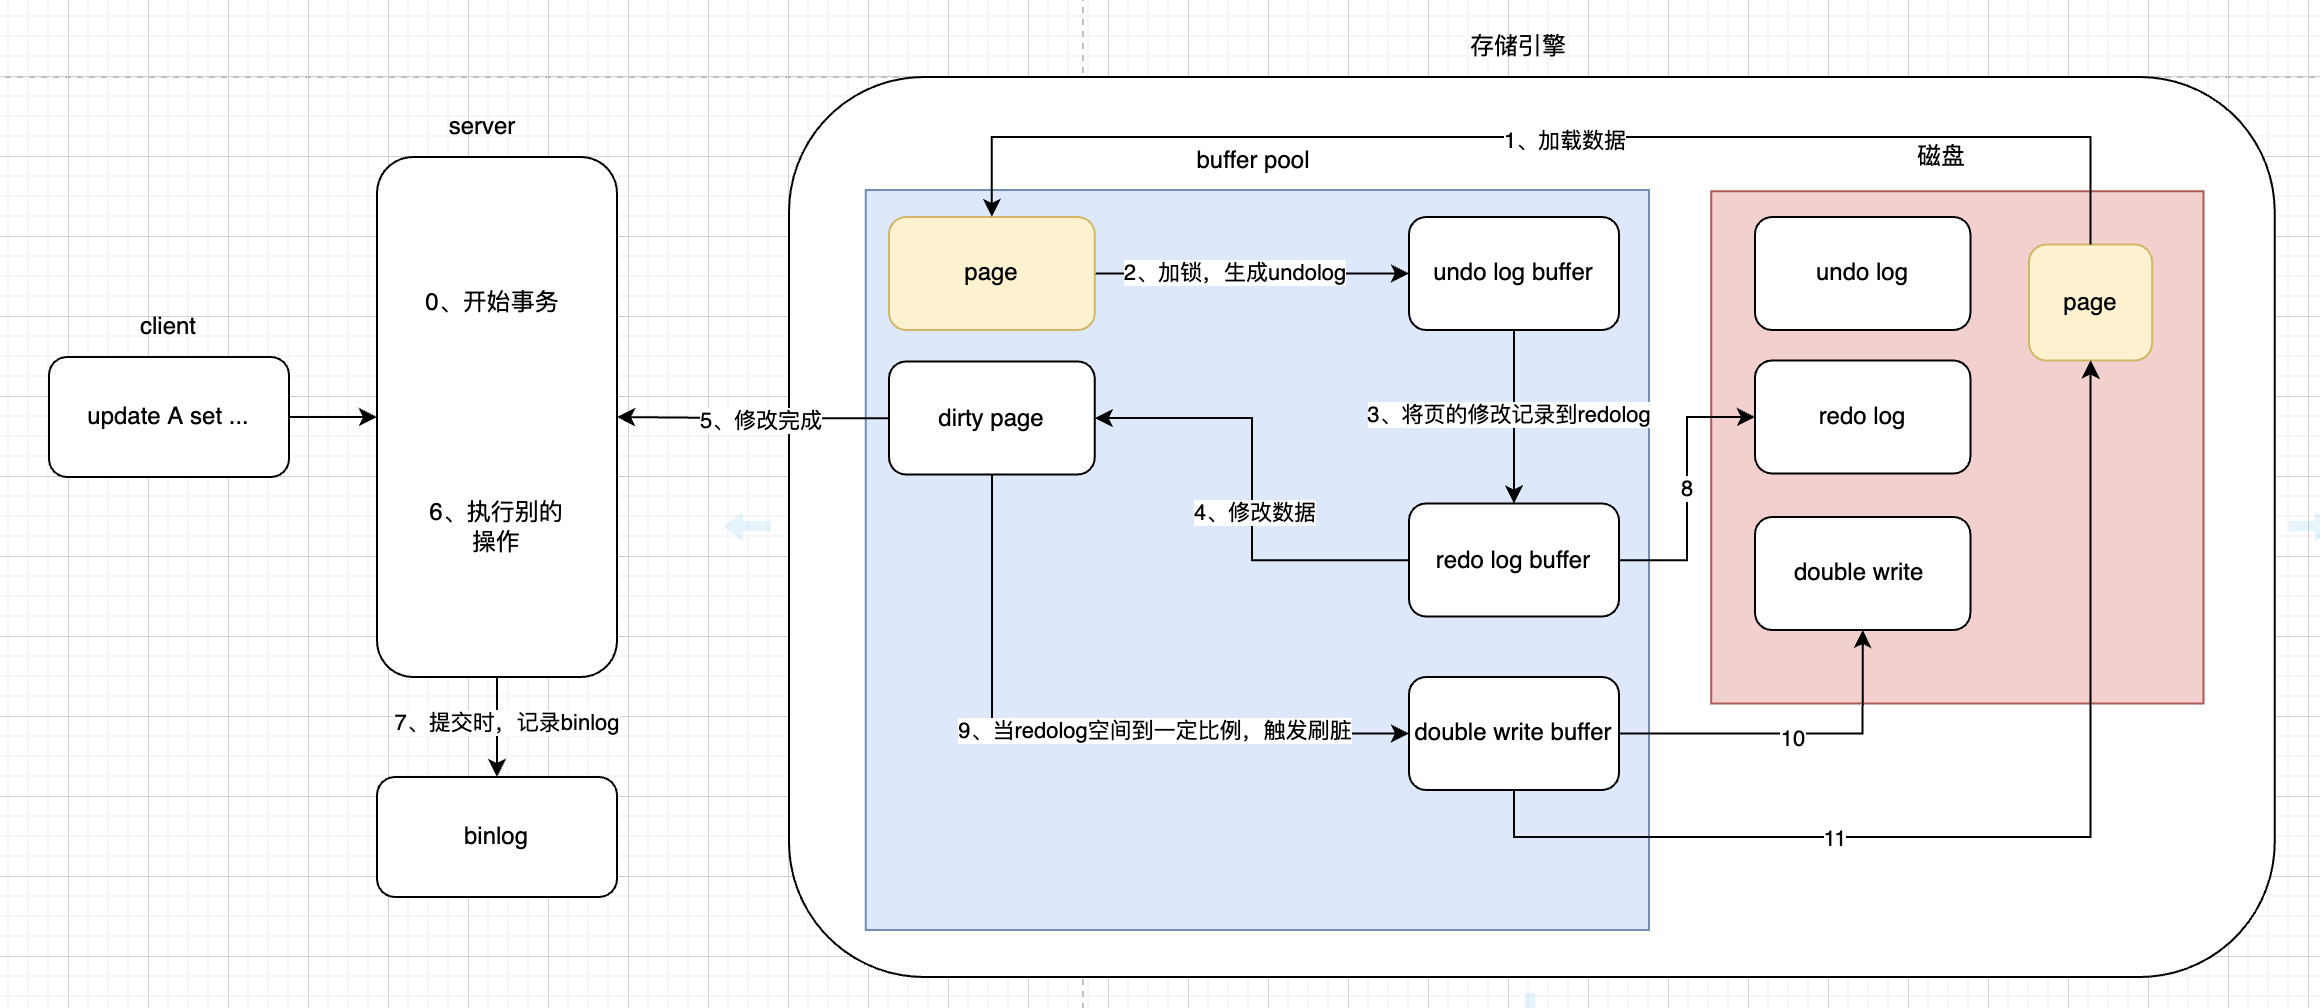 存储引擎
server
client
update A set ...
0、开始事务
6、执行别的
操作
7、提交时，记录binlog
binlog
5、修改完成
buffer pool
1、加载数据
磁盘
page
2、加锁，生成undolog
undo log buffer
undo log
page
dirty page
3、将页的修改记录到redolog
redo log
8
4、修改数据
redo log buffer
double write
9、当redolog空间到一定比例，触发刷脏
double write buffer
10
11